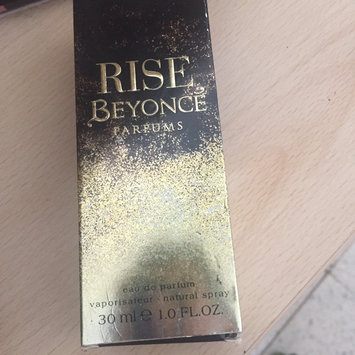 RISE
BEYONCÉ
PARFUMS
eau de parfum
vaporisateur - natural spray
30 ml e 1.0 FL.OZ.